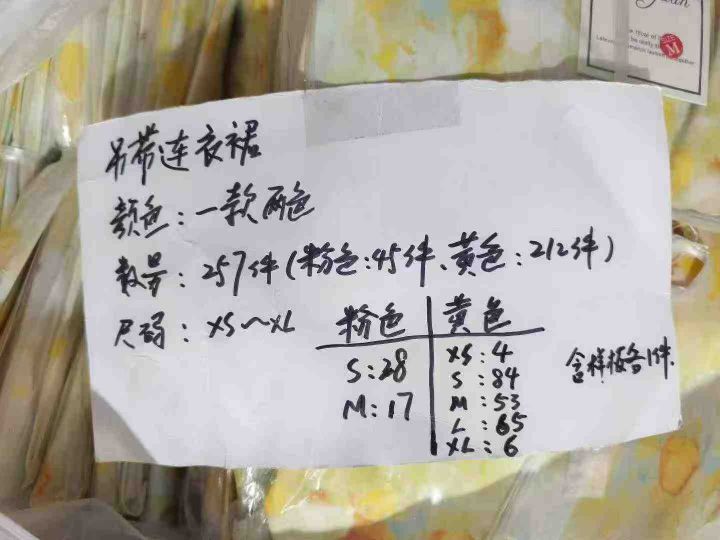 吊带连衣裙
颜色：一款两色
数量：257件（粉色：45件、黄色：212件）
尺码：XS～XL
粉色 黄色
S：28 XS：4
M：17 S：84
M：53
L：65
XL：6
含样板各1件.
M